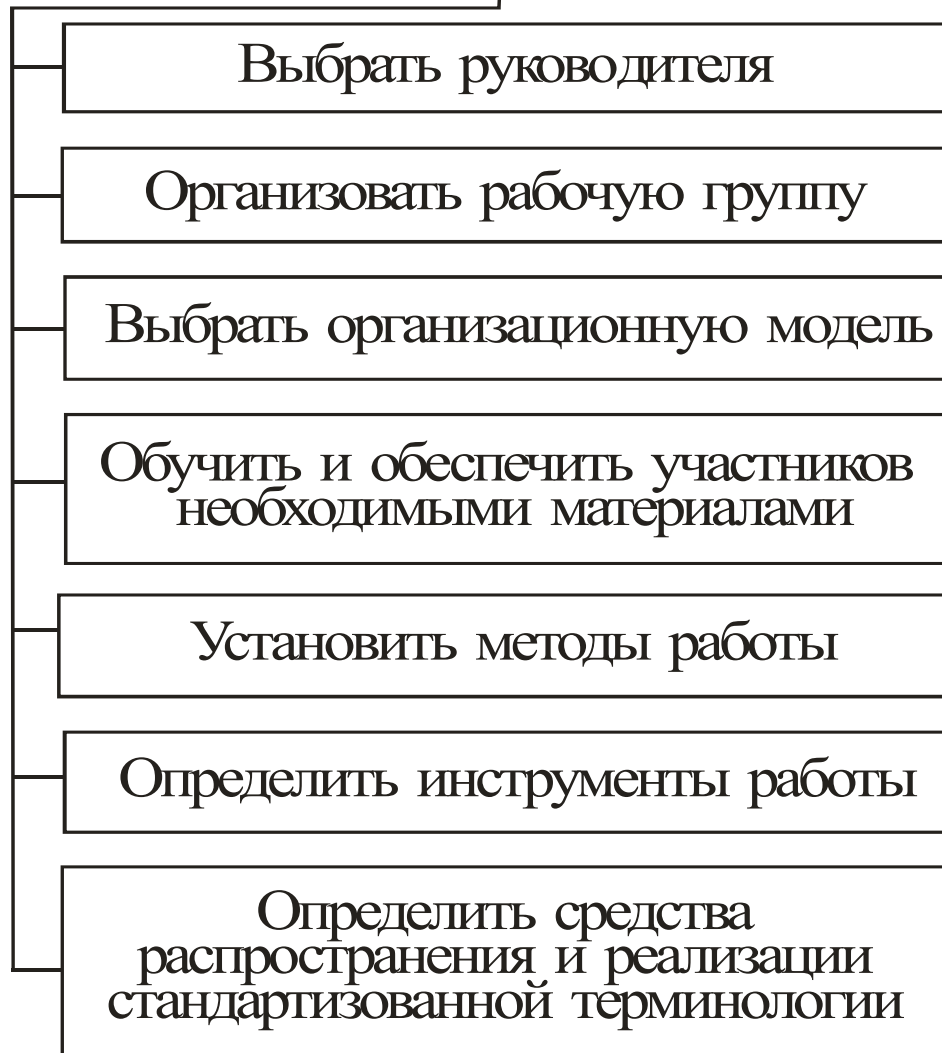 Выбрать руководителя
Организовать рабочую группу
Выбрать организационную модель
Обучить и обеспечить участников
необходимыми материалами
Установить методы работы
Определить инструменты работы
Определить средства
распространения и реализации
стандартизованной терминологии